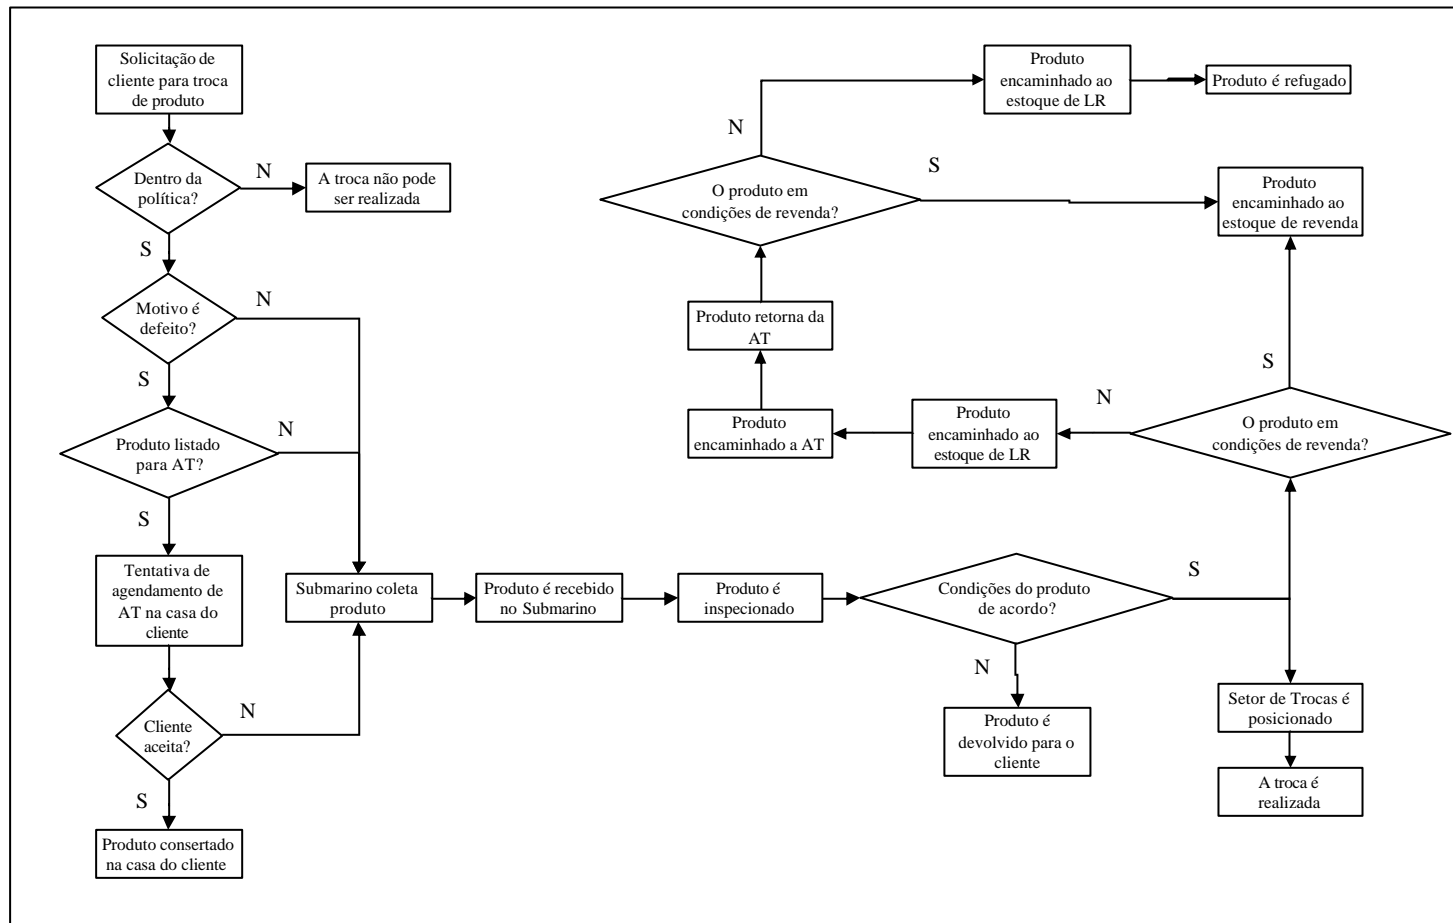 Solicitação de
cliente para troca
de produto
Dentro da
política?
N
A troca não pode
ser realizada
S
Motivo é
defeito?
N
S
Produto listado
para AT?
N
S
Tentativa de
agendamento de
AT na casa do
cliente
Cliente
aceita?
N
S
Produto consertado
na casa do cliente
Submarino coleta
produto
Produto é recebido
no Submarino
Produto é
inspecionado
Condições do produto
de acordo?
N
Produto é
devolvido para o
cliente
S
Setor de Trocas é
posicionado
A troca é
realizada
O produto em
condições de revenda?
S
N
Produto
encaminhado ao
estoque de LR
Produto
encaminhado a AT
Produto retorna da
AT
O produto em
condições de revenda?
S
Produto
encaminhado ao
estoque de revenda
N
Produto
encaminhado ao
estoque de LR
Produto é refugado